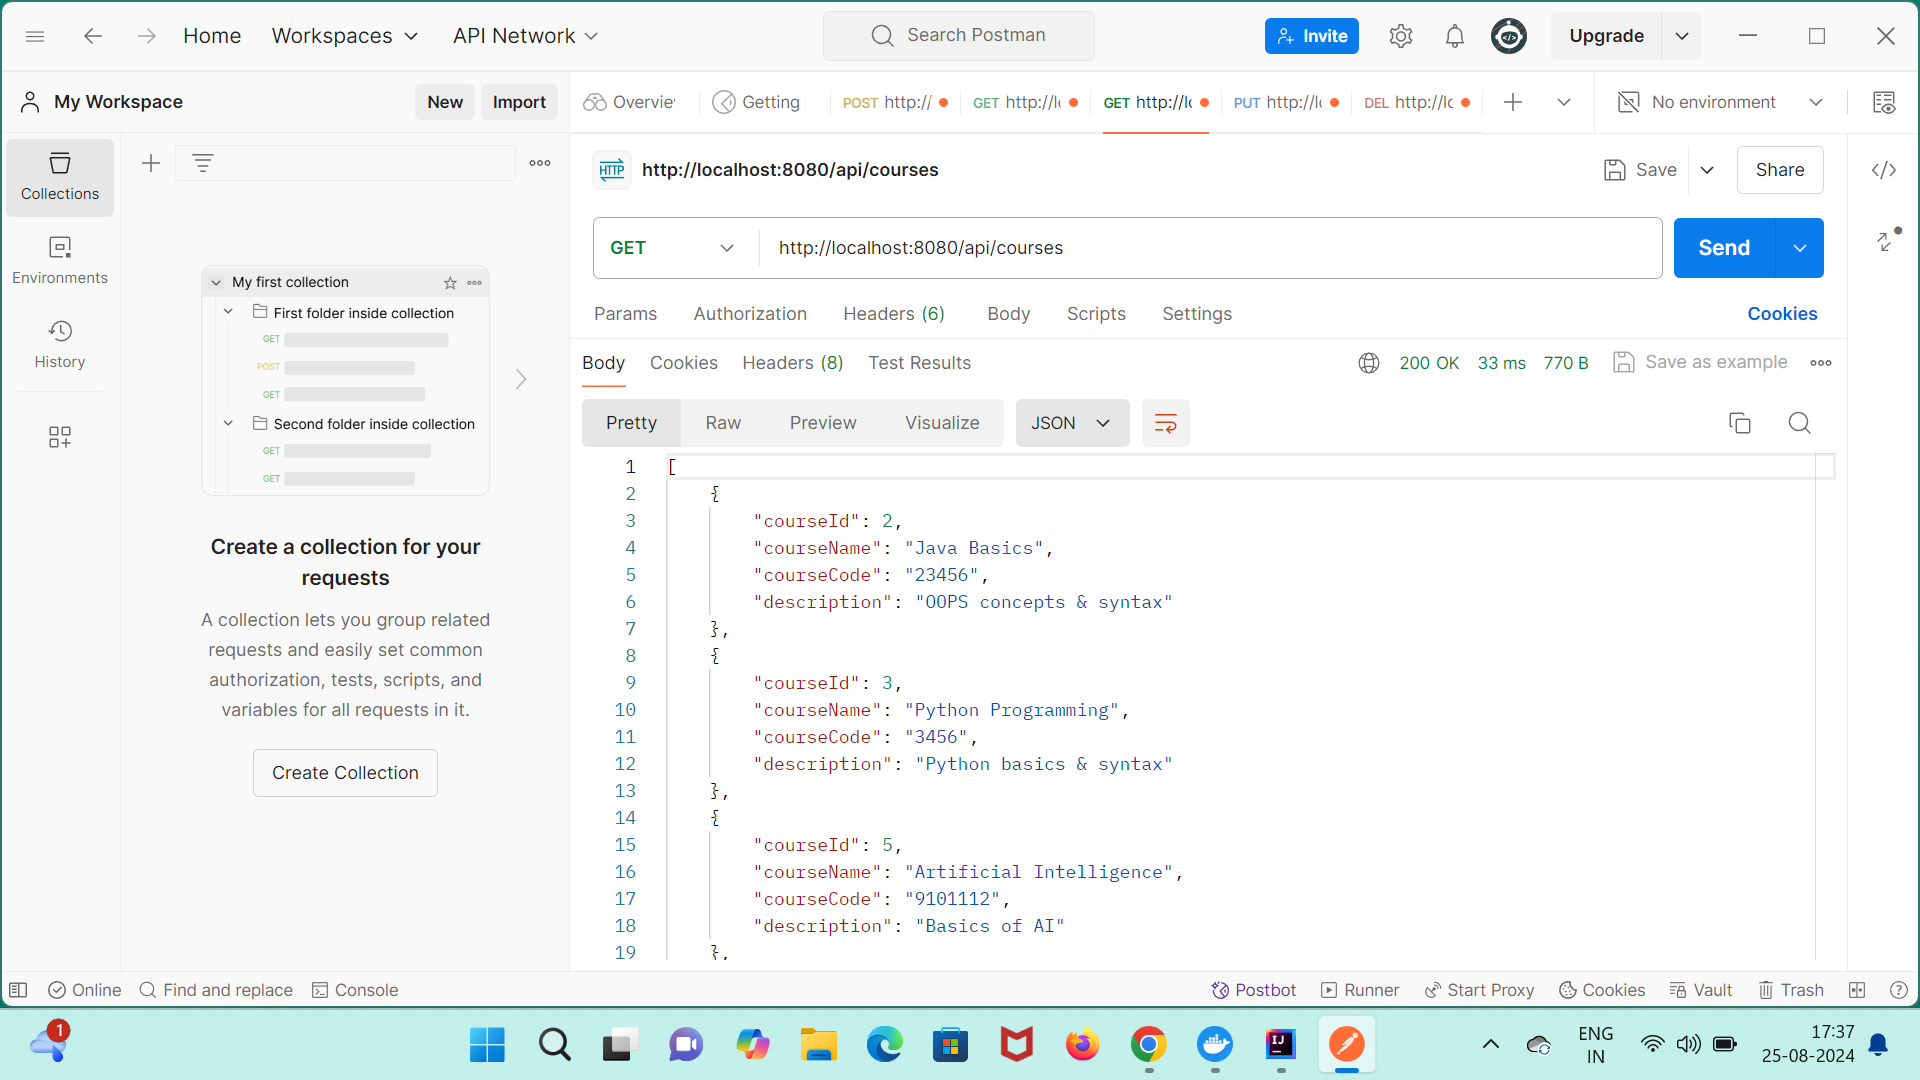 Home
Workspaces
API Network
Search Postman
Invite
Upgrade
My Workspace
New
Import
Overvie
Getting
POST http://
GET http://l
GET http://l
PUT http://l
DEL http://l
No environment
Collections
Environments
History
HTTP
http://localhost:8080/api/courses
Save
Share
GET
http://localhost:8080/api/courses
Send
Params
Authorization
Headers (6)
Body
Scripts
Settings
Cookies
My first collection
First folder inside collection
GET
POST
GET
Second folder inside collection
GET
GET
Create a collection for your
requests
A collection lets you group related
requests and easily set common
authorization, tests, scripts, and
variables for all requests in it.
Create Collection
Body
Cookies
Headers (8)
Test Results
200 OK
33 ms
770 B
Save as example
Pretty
Raw
Preview
Visualize
JSON
1 [
2 {
3 "courseId": 2,
4 "courseName": "Java Basics",
5 "courseCode": "23456",
6 "description": "OOPS concepts & syntax"
7 },
8 {
9 "courseId": 3,
10 "courseName": "Python Programming",
11 "courseCode": "3456",
12 "description": "Python basics & syntax"
13 },
14 {
15 "courseId": 5,
16 "courseName": "Artificial Intelligence",
17 "courseCode": "9101112",
18 "description": "Basics of AI"
19 },
Online
Find and replace
Console
Postbot
Runner
Start Proxy
Cookies
Vault
Trash
1
IJ
ENG
IN
17:37
25-08-2024